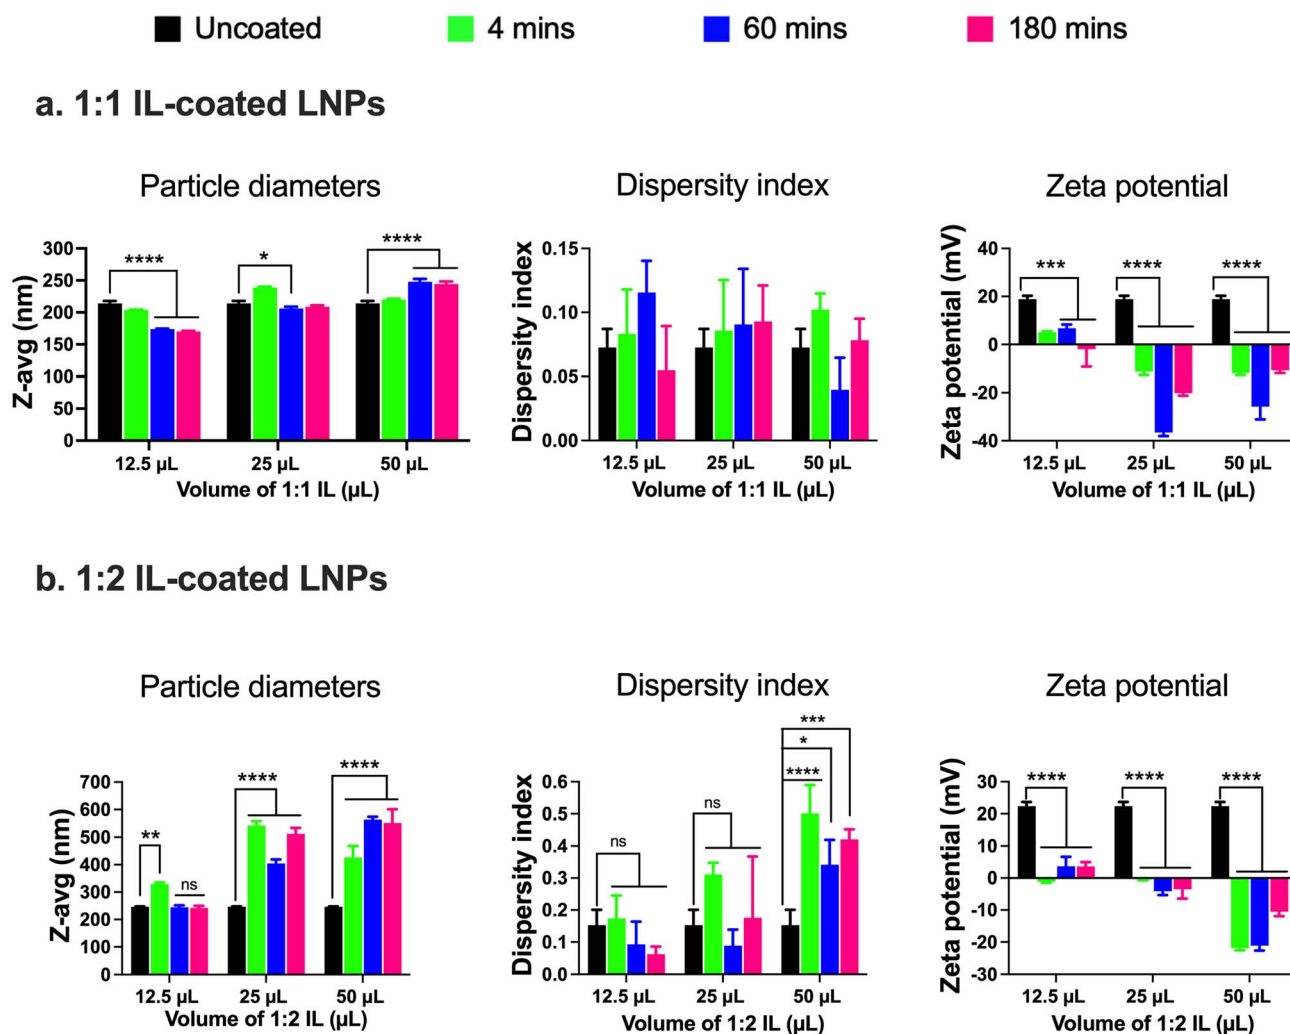 Uncoated 4 mins 60 mins 180 mins
a. 1:1 IL-coated LNPs
Particle diameters
Z-avg (nm)
300
250
200
150
100
50
0
****
*
****
12.5 µL 25 µL 50 µL
Volume of 1:1 IL (µL)
Dispersity index
Dispersity index
0.15
0.10
0.05
0.00
12.5 µL 25 µL 50 µL
Volume of 1:1 IL (µL)
Zeta potential
Zeta potential (mV)
40
20
0
-20
-40
***
****
****
12.5 µL 25 µL 50 µL
Volume of 1:1 IL (µL)
b. 1:2 IL-coated LNPs
Particle diameters
Z-avg (nm)
700
600
500
400
300
200
100
0
**
ns
****
****
12.5 µL 25 µL 50 µL
Volume of 1:2 IL (µL)
Dispersity index
Dispersity index
0.6
0.5
0.4
0.3
0.2
0.1
0.0
ns
ns
***
*
****
12.5 µL 25 µL 50 µL
Volume of 1:2 IL (µL)
Zeta potential
Zeta potential (mV)
30
20
10
0
-10
-20
-30
****
****
****
12.5 µL 25 µL 50 µL
Volume of 1:2 IL (µL)